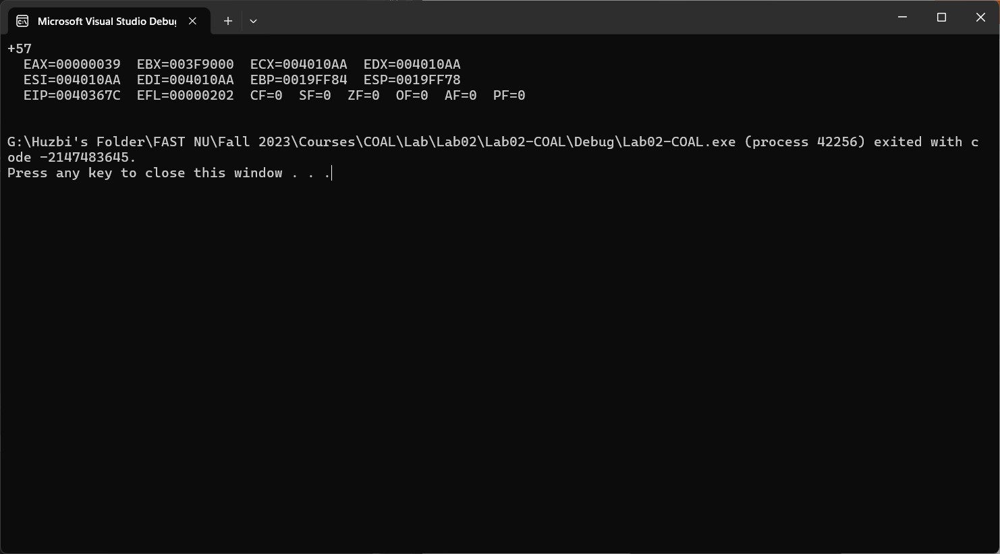 Microsoft Visual Studio Debu
+57
EAX=00000039  EBX=003F9000  ECX=004010AA  EDX=004010AA
ESI=004010AA  EDI=004010AA  EBP=0019FF84  ESP=0019FF78
EIP=0040367C  EFL=00000202  CF=0  SF=0  ZF=0  OF=0  AF=0  PF=0
G:\Huzbi's Folder\FAST NU\Fall 2023\Courses\COAL\Lab\Lab02\Lab02-COAL\Debug\Lab02-COAL.exe (process 42256) exited with c
ode -2147483645.
Press any key to close this window . . .